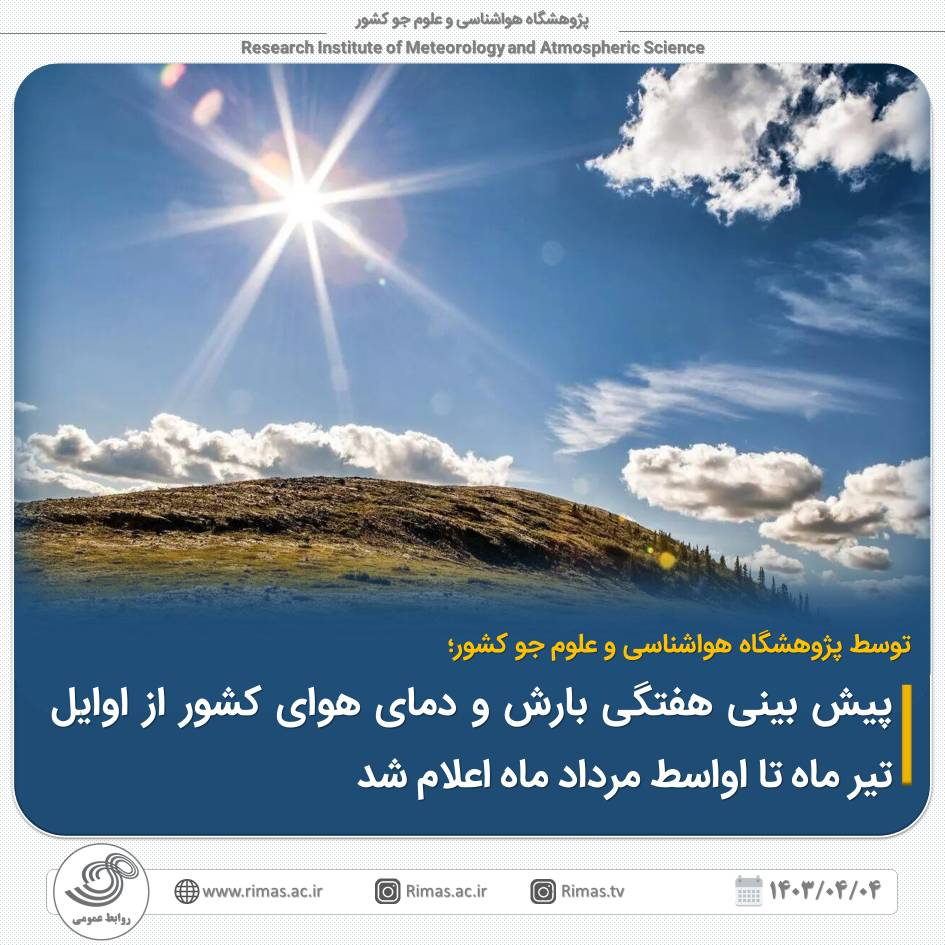 پژوهشگاه هواشناسی و علوم جو کشور
Research Institute of Meteorology and Atmospheric Science
توسط پژوهشگاه هواشناسی و علوم جو کشور؛
پیش بینی هفتگی بارش و دمای هوای کشور از اوایل
تیر ماه تا اواسط مرداد ماه اعلام شد
روابط عمومی
www.rimas.ac.ir
Rimas.ac.ir
Rimas.tv
۱۴۰۳/۰۴/۰۴